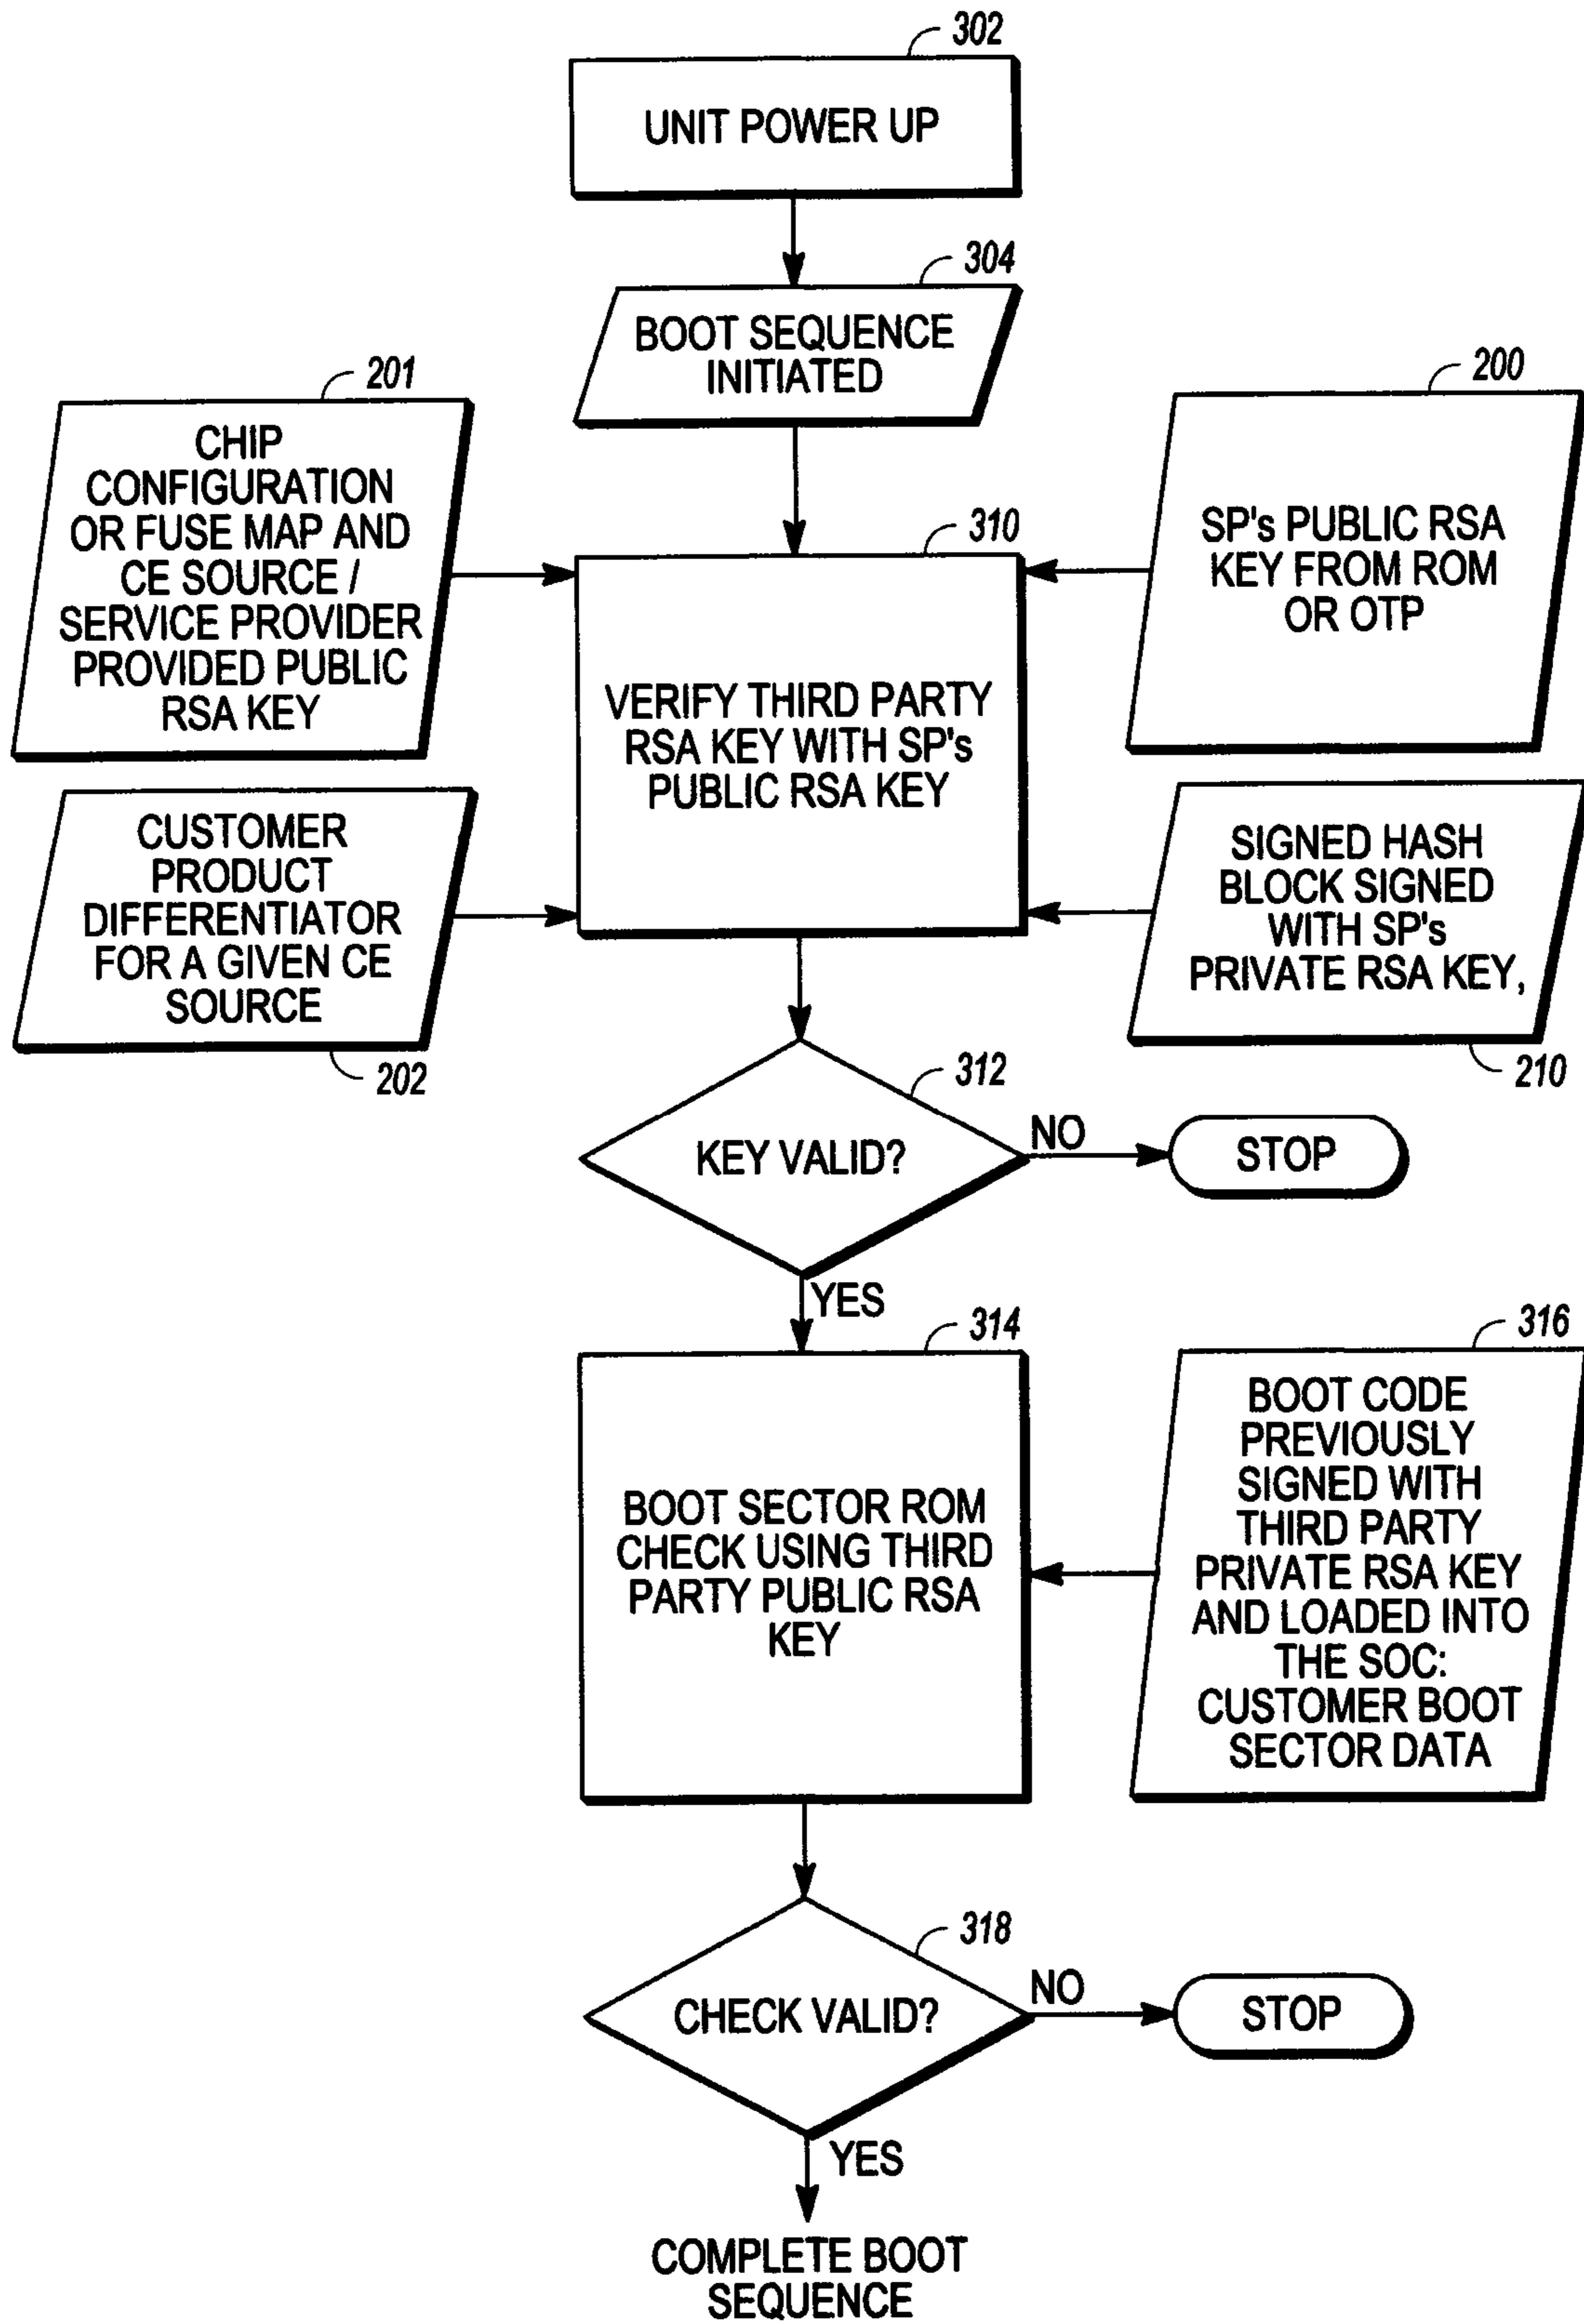 302
UNIT POWER UP
304
BOOT SEQUENCE
INITIATED
201
CHIP
CONFIGURATION
OR FUSE MAP AND
CE SOURCE /
SERVICE PROVIDER
PROVIDED PUBLIC
RSA KEY
200
SP's PUBLIC RSA
KEY FROM ROM
OR OTP
310
VERIFY THIRD PARTY
RSA KEY WITH SP's
PUBLIC RSA KEY
CUSTOMER
PRODUCT
DIFFERENTIATOR
FOR A GIVEN CE
SOURCE
202
SIGNED HASH
BLOCK SIGNED
WITH SP's
PRIVATE RSA KEY,
210
312
KEY VALID?
NO
STOP
YES
314
BOOT SECTOR ROM
CHECK USING THIRD
PARTY PUBLIC RSA
KEY
316
BOOT CODE
PREVIOUSLY
SIGNED WITH
THIRD PARTY
PRIVATE RSA KEY
AND LOADED INTO
THE SOC:
CUSTOMER BOOT
SECTOR DATA
318
CHECK VALID?
NO
STOP
YES
COMPLETE BOOT
SEQUENCE